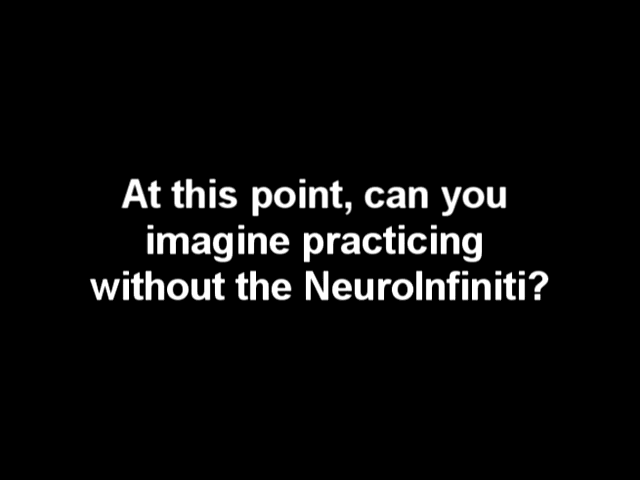 At this point, can you
imagine practicing
without the NeuroInfiniti?